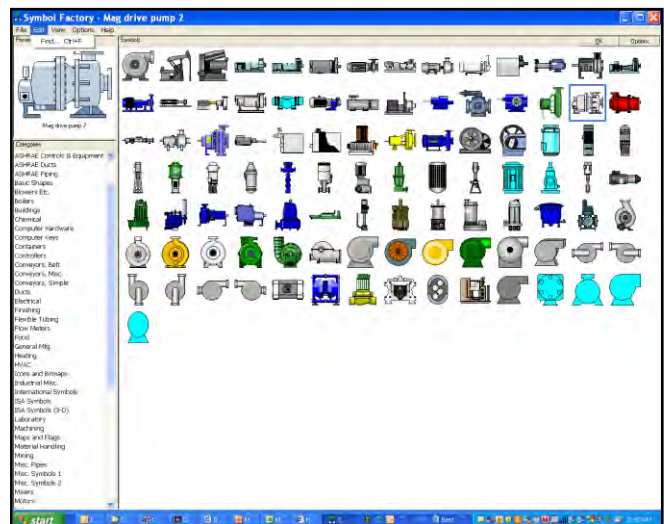 Symbol Factory - Mag drive pump 2
File Edit View Options Help
Find... Ctrl+F
Symbols
Options
Mag drive pump 2
Categories
ASHRAE Controls & Equipment
ASHRAE Ducts
ASHRAE Piping
Basic Shapes
Blowers Etc.
Boilers
Buildings
Chemical
Computer Hardware
Computer Keys
Containers
Controllers
Conveyors, Belt
Conveyors, Misc.
Conveyors, Simple
Ducts
Electrical
Finishing
Flexible Tubing
Flow Meters
Food
General Mfg.
Heating
HVAC
Icons and Bitmaps
Industrial Misc.
International Symbols
ISA Symbols
ISA Symbols (3-D)
Laboratory
Machining
Maps and Flags
Material Handling
Mining
Misc. Pipes
Misc. Symbols 1
Misc. Symbols 2
Mixers
Motors
start